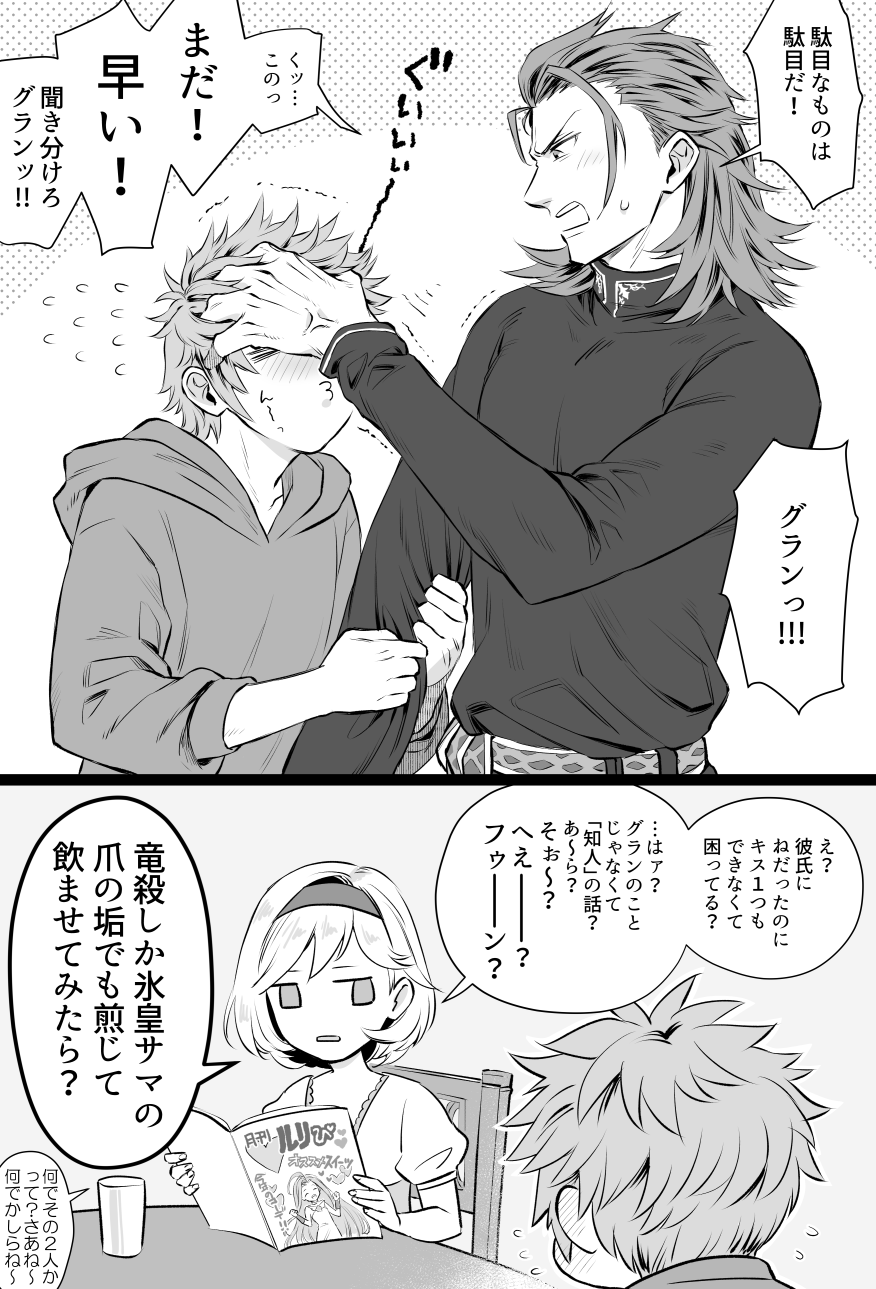 駄目なものは
駄目だ！
くッ…
このっ
まだ！
早い！
聞き分けろ
グランッ!!
ぐいぃぃぃ
グランっ!!!
え？
彼氏に
ねだったのに
キス１つも
できなくて
困ってる？
…はァ？
グランのこと
じゃなくて
「知人」の話？
あ〜ら？
そぉ〜？
へぇ――？
フゥ――ン？
竜殺しか氷皇サマの
爪の垢でも煎じて
飲ませてみたら？
月刊
ルリぴ
オススメスイーツ
何でその２人か
って？さあね〜
何でかしらね〜